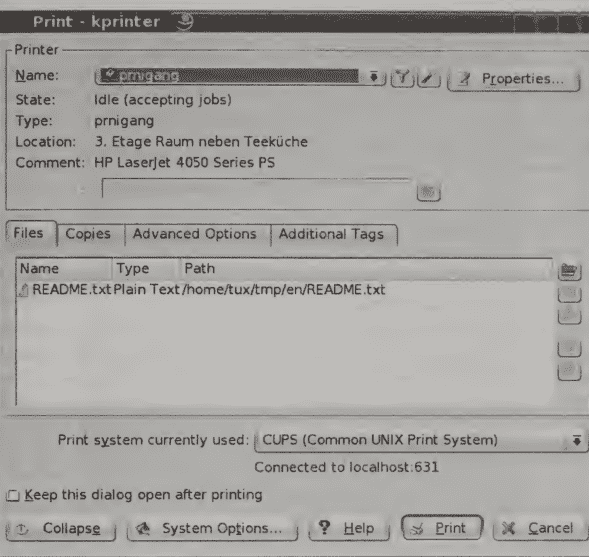 Print - kprinter
Printer
Name: prnigang Properties...
State: Idle (accepting jobs)
Type: prnigang
Location: 3. Etage Raum neben Teeküche
Comment: HP LaserJet 4050 Series PS
Files Copies Advanced Options Additional Tags
Name Type Path
README.txt Plain Text /home/tux/tmp/en/README.txt
Print system currently used: CUPS (Common UNIX Print System)
Connected to localhost:631
Keep this dialog open after printing
Collapse System Options... ? Help Print Cancel